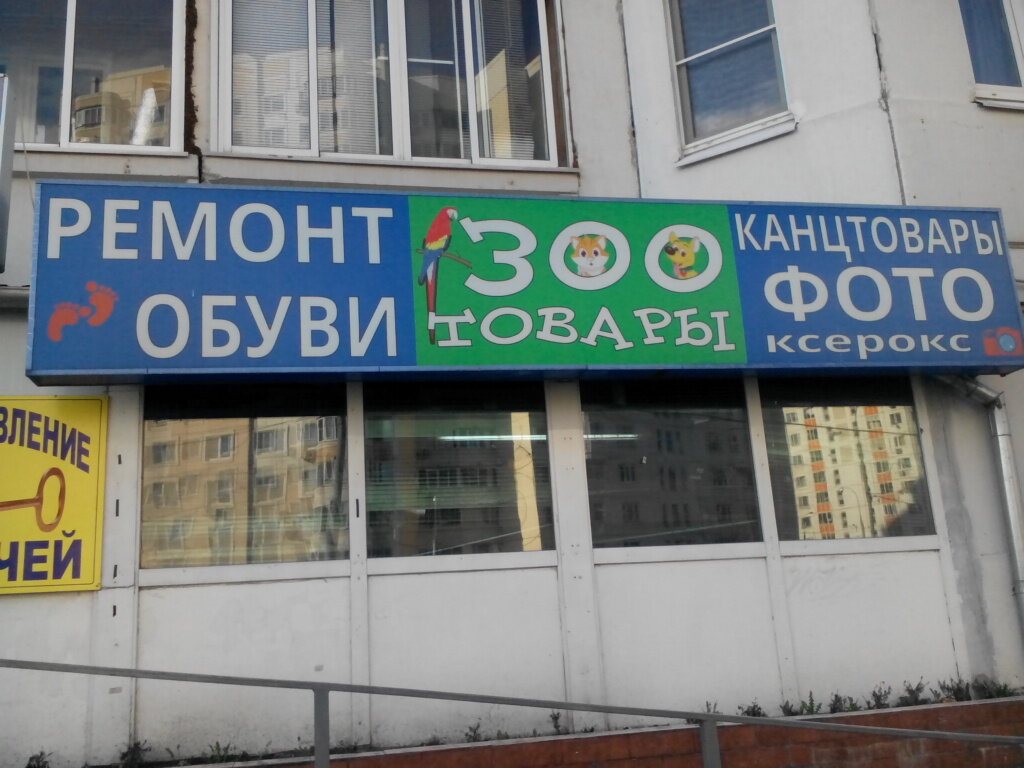 РЕМОНТ
ОБУВИ
ЗОО
ТОВАРЫ
КАНЦТОВАРЫ
ФОТО
ксерокс
ВЛЕНИЕ
ЧЕЙ